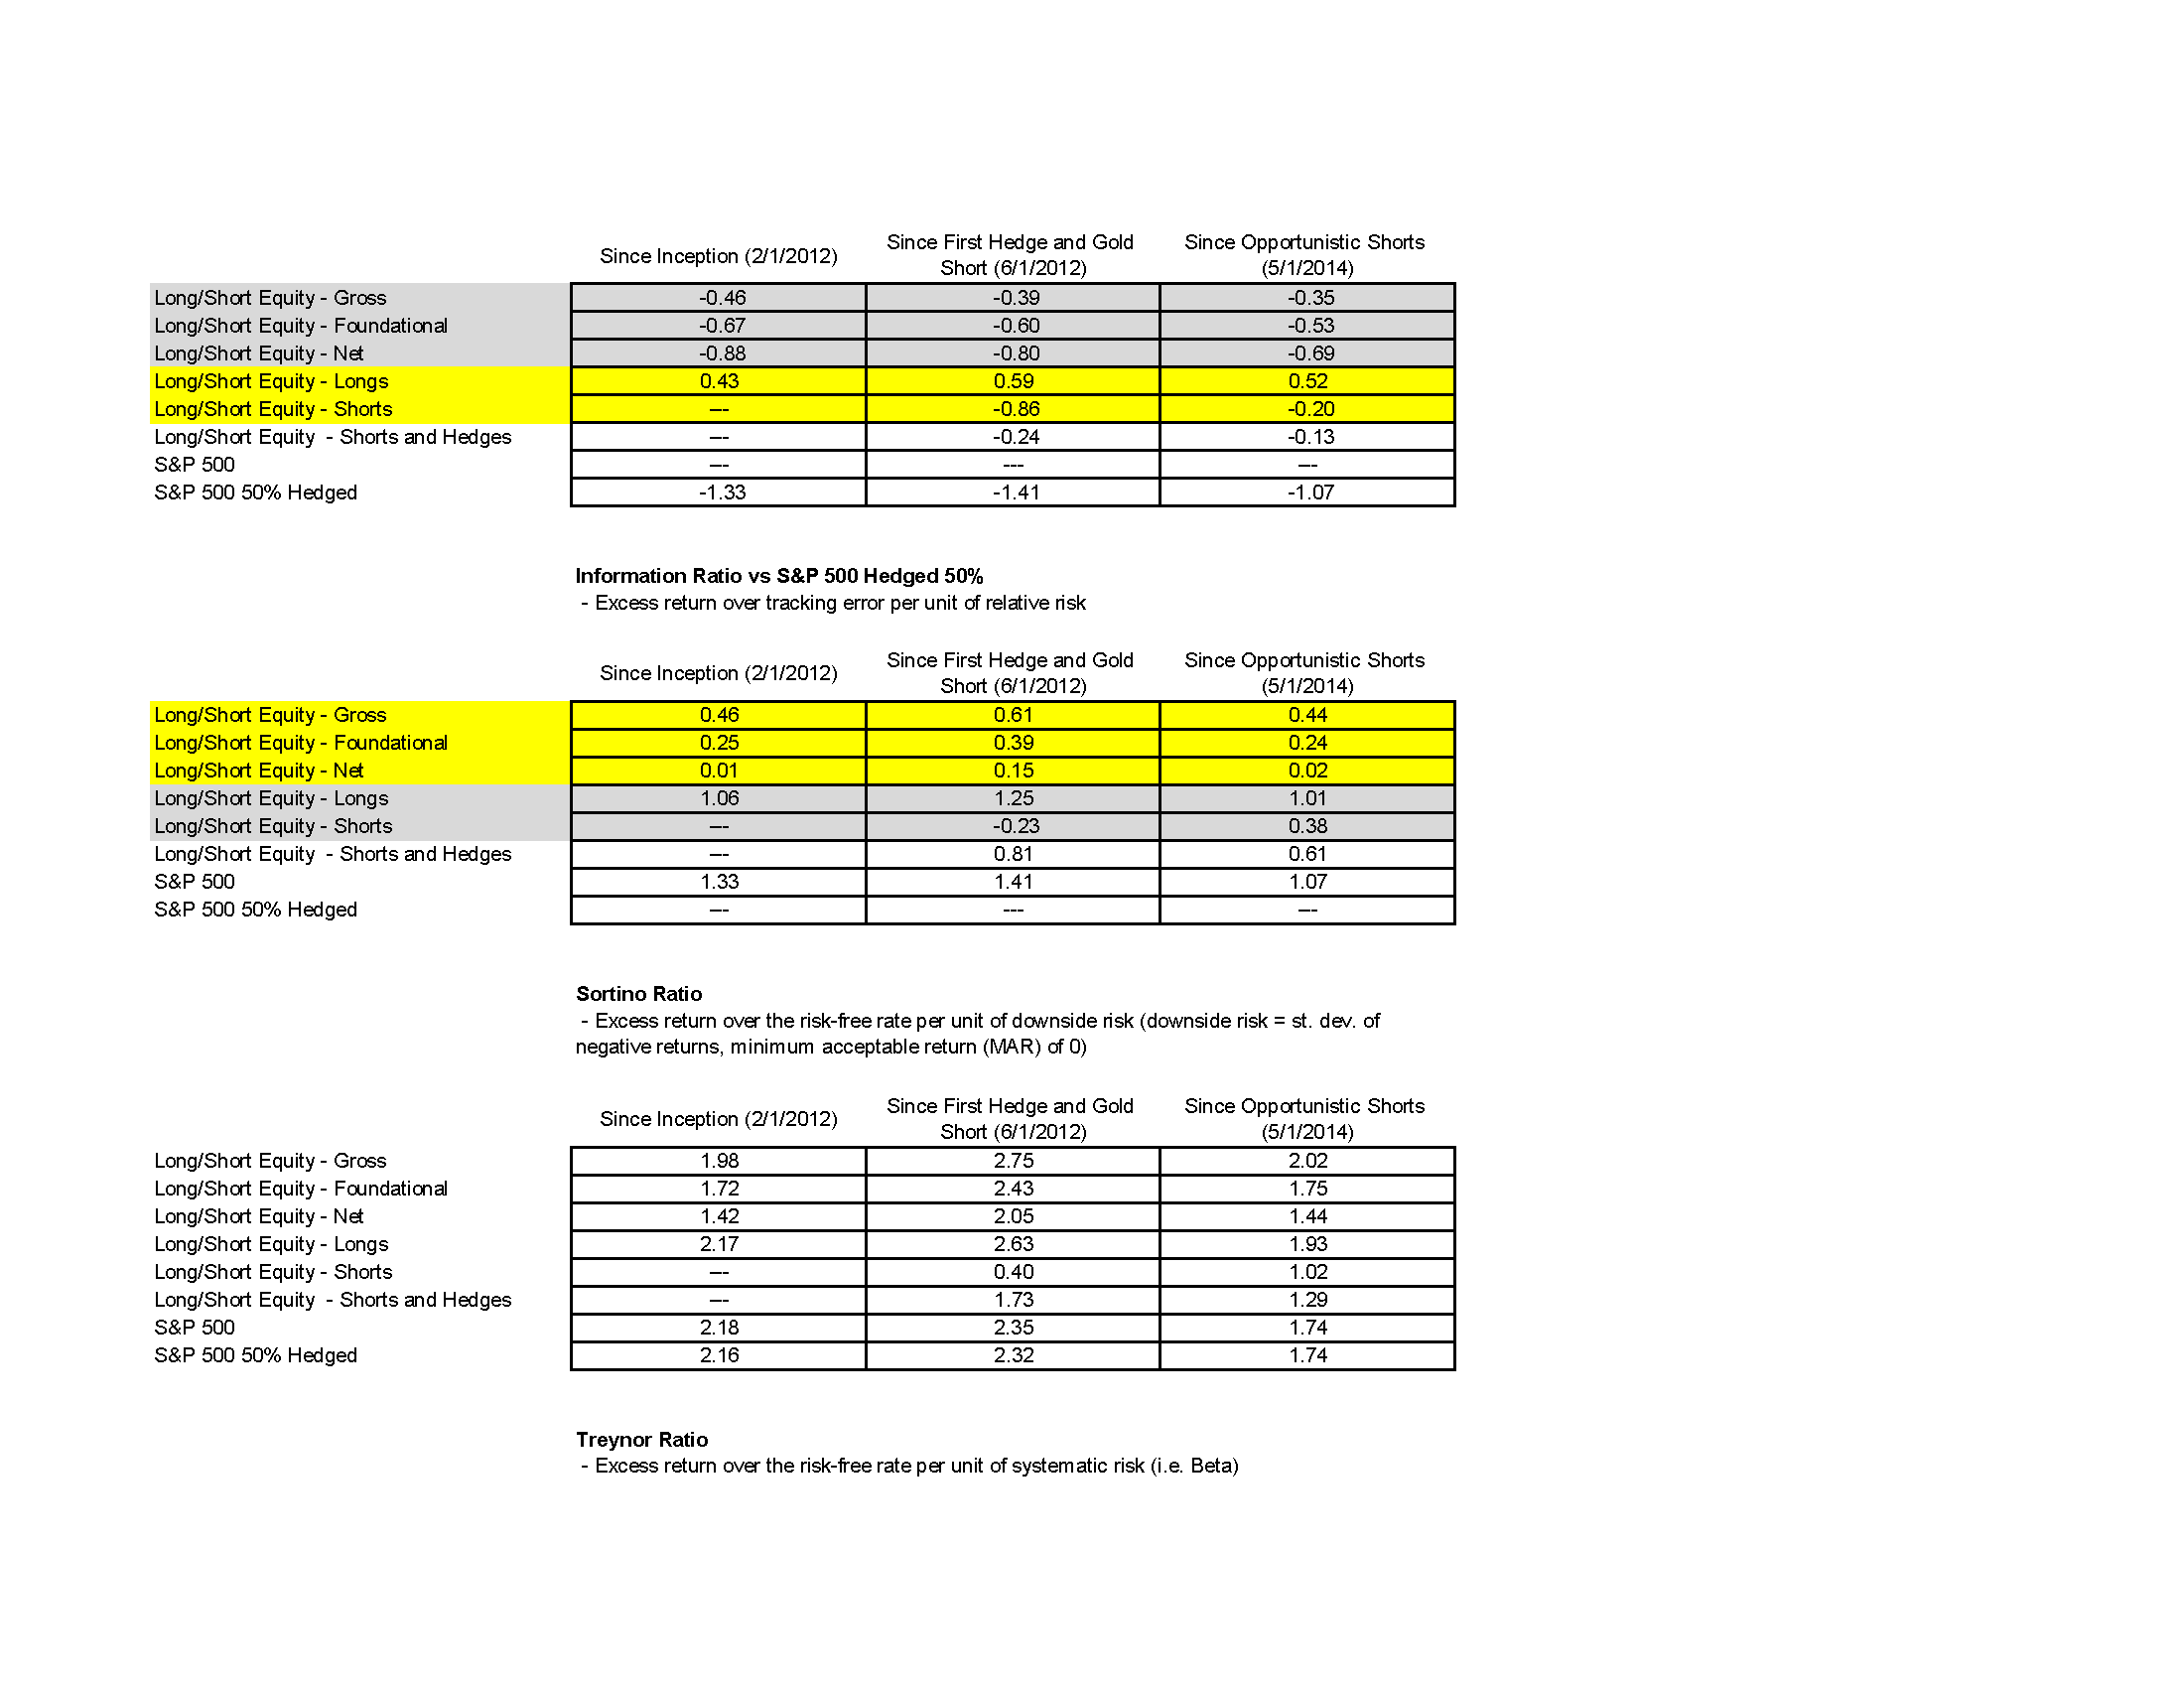 Since Inception (2/1/2012) Since First Hedge and Gold Short (6/1/2012) Since Opportunistic Shorts (5/1/2014)
Long/Short Equity - Gross -0.46 -0.39 -0.35
Long/Short Equity - Foundational -0.67 -0.60 -0.53
Long/Short Equity - Net -0.88 -0.80 -0.69
Long/Short Equity - Longs 0.43 0.59 0.52
Long/Short Equity - Shorts --- -0.86 -0.20
Long/Short Equity - Shorts and Hedges --- -0.24 -0.13
S&P 500 --- --- ---
S&P 500 50% Hedged -1.33 -1.41 -1.07
Information Ratio vs S&P 500 Hedged 50%
- Excess return over tracking error per unit of relative risk
Since Inception (2/1/2012) Since First Hedge and Gold Short (6/1/2012) Since Opportunistic Shorts (5/1/2014)
Long/Short Equity - Gross 0.46 0.61 0.44
Long/Short Equity - Foundational 0.25 0.39 0.24
Long/Short Equity - Net 0.01 0.15 0.02
Long/Short Equity - Longs 1.06 1.25 1.01
Long/Short Equity - Shorts --- -0.23 0.38
Long/Short Equity - Shorts and Hedges --- 0.81 0.61
S&P 500 1.33 1.41 1.07
S&P 500 50% Hedged --- --- ---
Sortino Ratio
- Excess return over the risk-free rate per unit of downside risk (downside risk = st. dev. of
negative returns, minimum acceptable return (MAR) of 0)
Since Inception (2/1/2012) Since First Hedge and Gold Short (6/1/2012) Since Opportunistic Shorts (5/1/2014)
Long/Short Equity - Gross 1.98 2.75 2.02
Long/Short Equity - Foundational 1.72 2.43 1.75
Long/Short Equity - Net 1.42 2.05 1.44
Long/Short Equity - Longs 2.17 2.63 1.93
Long/Short Equity - Shorts --- 0.40 1.02
Long/Short Equity - Shorts and Hedges --- 1.73 1.29
S&P 500 2.18 2.35 1.74
S&P 500 50% Hedged 2.16 2.32 1.74
Treynor Ratio
- Excess return over the risk-free rate per unit of systematic risk (i.e. Beta)